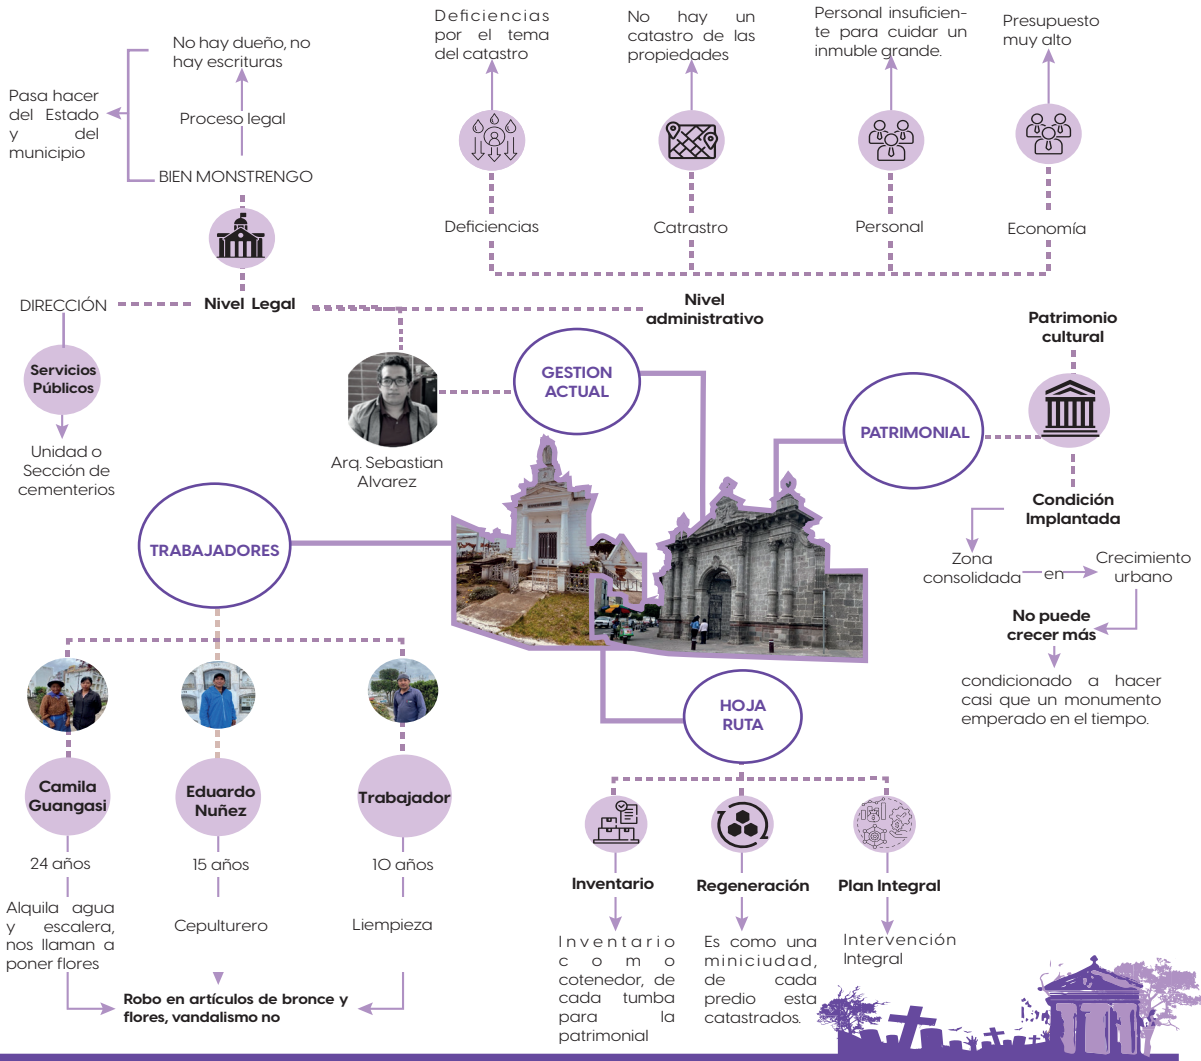 No hay dueño, no
hay escrituras
Pasa hacer
del Estado
y del
municipio
Proceso legal
BIEN MONSTRENGO
Nivel Legal
DIRECCIÓN
Servicios
Públicos
Unidad o
Sección de
cementerios
Deficiencias
por el tema
del catastro
No hay un
catastro de las
propiedades
Personal insuficien-
te para cuidar un
inmuble grande.
Presupuesto
muy alto
Deficiencias
Catrastro
Personal
Economía
Nivel
administrativo
Arq. Sebastian
Alvarez
GESTION
ACTUAL
Patrimonio
cultural
PATRIMONIAL
Condición
Implantada
Zona
consolidada
en
Crecimiento
urbano
No puede
crecer más
condicionado a hacer
casi que un monumento
emperado en el tiempo.
TRABAJADORES
Camila
Guangasi
Eduardo
Nuñez
Trabajador
24 años
15 años
10 años
Alquila agua
y escalera,
nos llaman a
poner flores
Cepulturero
Liempieza
Robo en artículos de bronce y
flores, vandalismo no
HOJA
RUTA
Inventario
Regeneración
Plan Integral
Inventario
como
cotenedor, de
cada tumba
para la
patrimonial
Es como una
miniciudad,
de cada
predio esta
catastrados.
Intervención
Integral